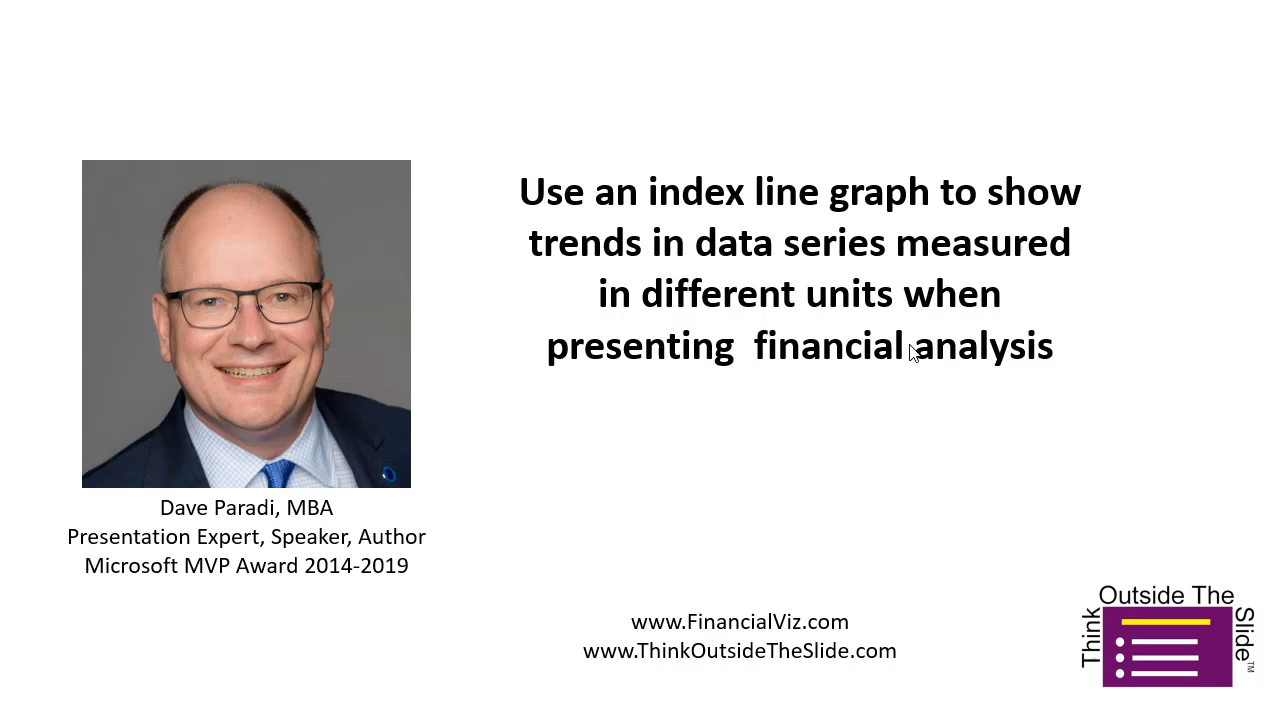 Use an index line graph to show
trends in data series measured
in different units when
presenting  financial analysis
Dave Paradi, MBA
Presentation Expert, Speaker, Author
Microsoft MVP Award 2014-2019
www.FinancialViz.com
www.ThinkOutsideTheSlide.com
Think
Outside The
Slide™